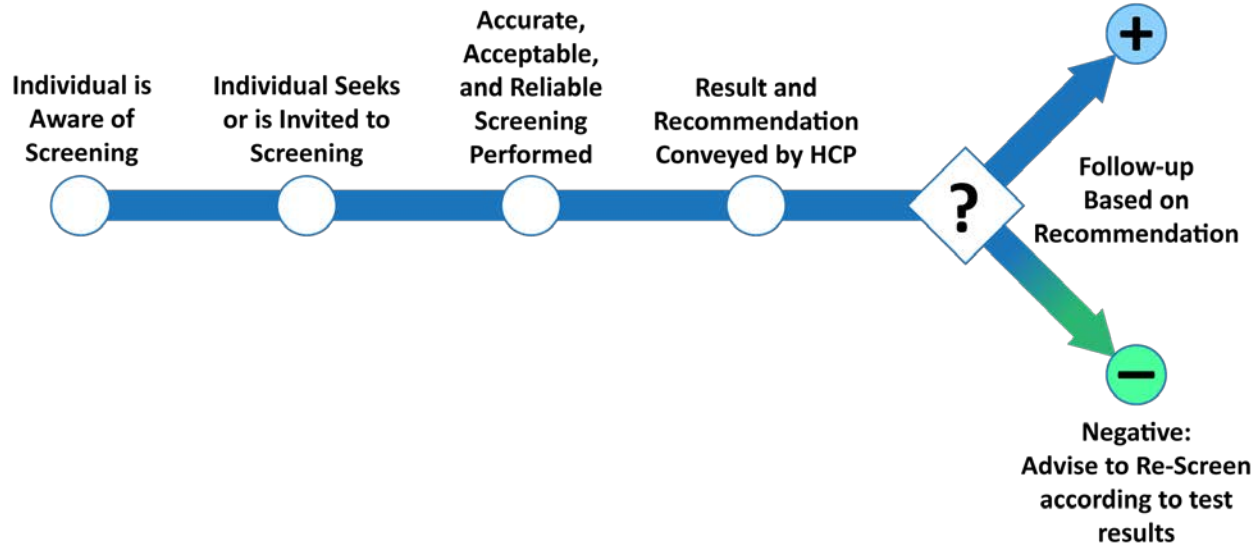 Individual is
Aware of
Screening
Individual Seeks
or is Invited to
Screening
Accurate,
Acceptable,
and Reliable
Screening
Performed
Result and
Recommendation
Conveyed by HCP
?
+
Follow-up
Based on
Recommendation
−
Negative:
Advise to Re-Screen
according to test
results